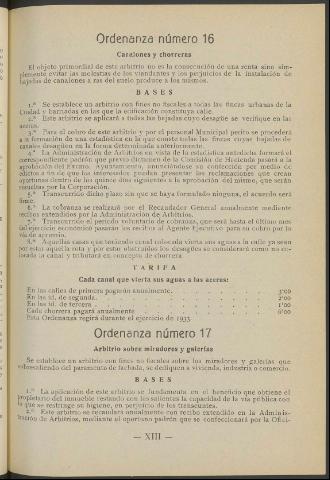 Ordenanza número 16
Canalones y chorreras
El objeto primordial de este arbitrio no es la consecución de una renta sino sim-
plemente evitar las molestias de los viandantes y los perjuicios de la instalación de
bajadas de canalones a ras del suelo produce a los mismos.
BASES
1.ª Se establece un arbitrio con fines no fiscales a todas las fincas urbanas de la
Ciudad y barriadas en las que la edificación constituya calle.
2.ª Este arbitrio se aplicará a todas las bajadas cuyo desagüe se verifique en las
aceras.
3.ª Para el cobro de este arbitrio y por el personal Municipal perito se procederá
a la formación de una estadística en la que conste todas las fincas cuyas bajadas de
canales desagüen en la forma determinada anteriormente.
4.ª La Administración de Arbitrios en vista de la estadística antedicha formará el
correspondiente padrón que previo dictamen de la Comisión de Hacienda pasará a la
aprobación del Excmo. Ayuntamiento, anunciándose su confección por medio de
edictos a fin de que los interesados puedan presentar las reclamaciones que crean
oportunas dentro de los quince días siguientes a la aprobación del mismo, que serán
resueltas por la Corporación.
5.ª Transcurrido dicho plazo sin que se haya formulado ninguna, el acuerdo será
firme.
6.ª La cobranza se realizará por el Recaudador General anualmente mediante
recibos extendidos por la Administración de Arbitrios.
7.ª Transcurrido el período voluntario de cobranza, que será hasta el último mes
del ejercicio económico pasarán los recibos al Agente Ejecutivo para su cobro por la
vía de apremio.
8.ª Aquellas casas que teniendo canal colocada vierta sus aguas a la calle ya sean
por estar aquella rota y por estar obstruidos los desagües se considerará como no co-
locada la canal y tributará en concepto de chorrera.
TARIFA
Cada canal que vierta sus aguas a las aceras:
En las calles de primera pagarán anualmente. 3'00
En las id. de segunda. 2'00
En las id. de tercera. 1'00
Cada chorrera pagará anualmente 6'00
Esta Ordenanza regirá durante el ejercicio de 1933.
Ordenanza número 17
Arbitrio sobre miradores y galerías
Se establece un arbitrio con fines no fiscales sobre los miradores y galerías que
sobresaliendo del paramento de fachada, se dediquen a vivienda, industria o comercio.
BASES
1.ª La aplicación de este arbitrio se fundamenta en el beneficio que obtiene el
propietario del inmueble restando con los salientes la capacidad de la vía pública con
lo que se restringe su higiene, en perjuicio de los transeuntes.
2.ª Este arbitrio se recaudará anualmente con recibo extendido en la Adminis-
tración de Arbitrios, mediante el oportuno padrón que se confeccionará por la Ofici-
— XIII —